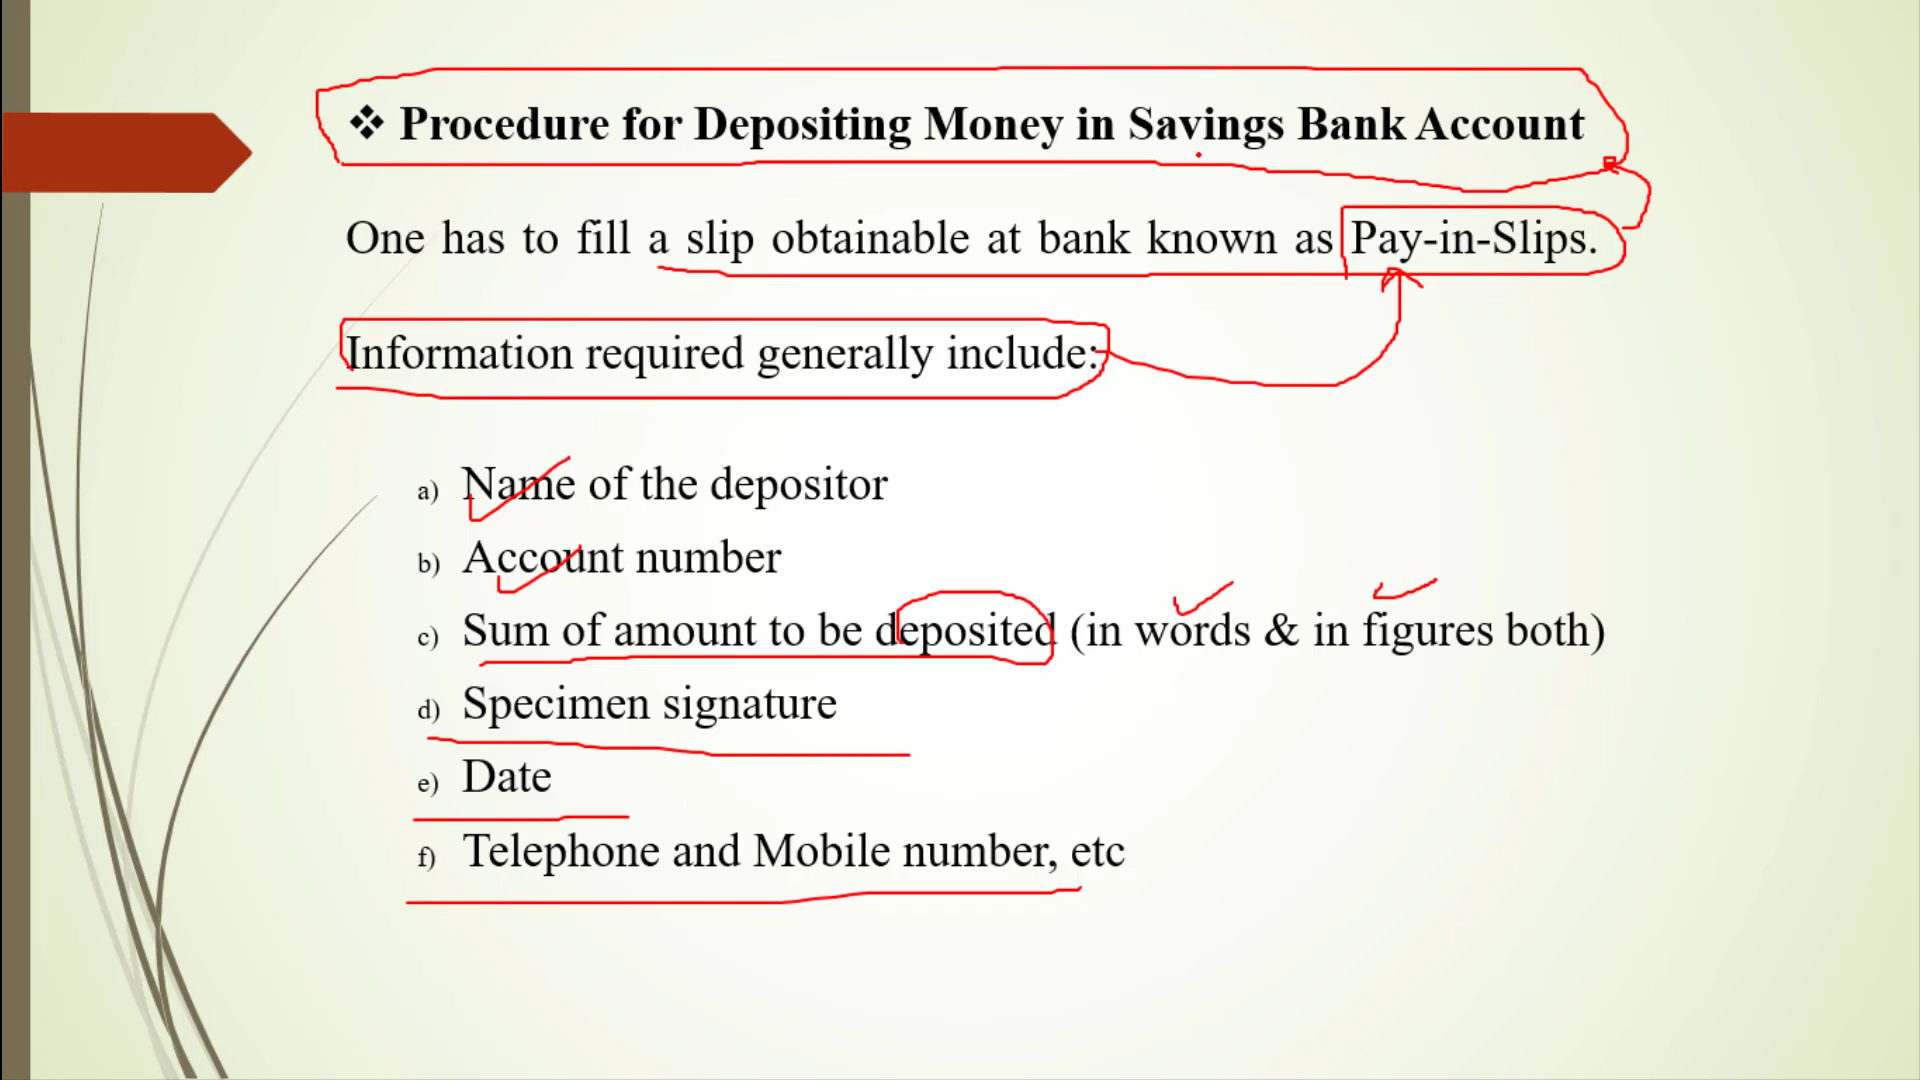 ❖ Procedure for Depositing Money in Savings Bank Account
One has to fill a slip obtainable at bank known as Pay-in-Slips.
Information required generally include:
a) Name of the depositor
b) Account number
c) Sum of amount to be deposited (in words & in figures both)
d) Specimen signature
e) Date
f) Telephone and Mobile number, etc